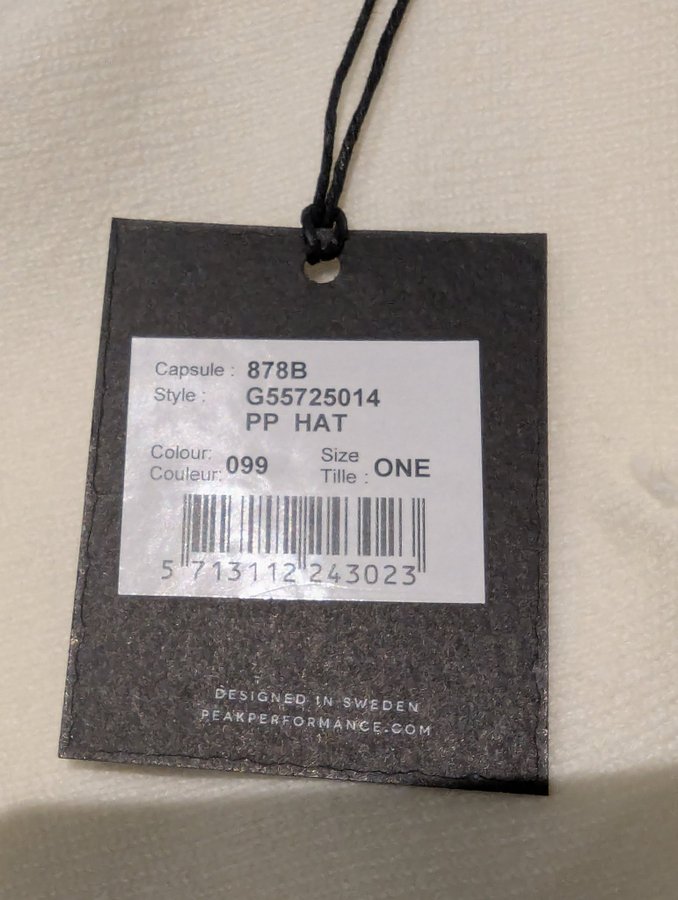 Capsule : 878B
Style : G55725014
PP HAT
Colour: Couleur: 099 Size Tille : ONE
5 713112 243023
DESIGNED IN SWEDEN
PEAKPERFORMANCE.COM